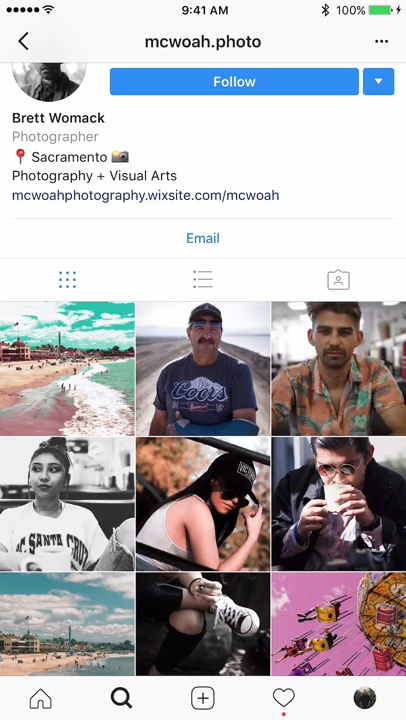 9:41 AM
100%
mcwoah.photo
Follow
Brett Womack
Photographer
📍 Sacramento 📸
Photography + Visual Arts
mcwoahphotography.wixsite.com/mcwoah
Email
Coors
SANTA CRUZ